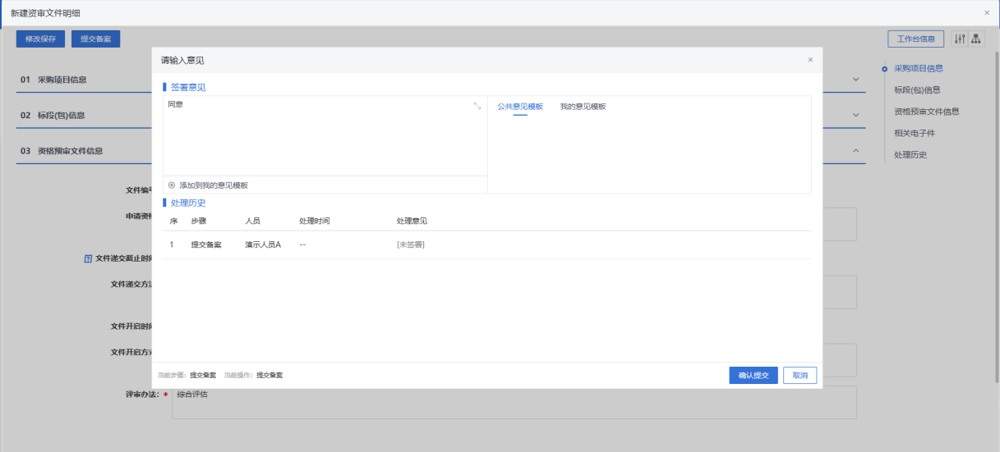 新建资审文件明细
修改保存 提交备案 工作台信息
请输入意见
01 采购项目信息
02 标段(包)信息
03 资格预审文件信息
文件编号
申请资格
文件递交截止时间
文件递交方法
文件开启时间
文件开启方式
评审办法: * 综合评估
签署意见
同意
公共意见模板 我的意见模板
添加到我的意见模板
处理历史
序 步骤 人员 处理时间 处理意见
1 提交备案 演示人员A -- [未签署]
当前步骤: 提交备案 当前操作: 提交备案
确认提交 取消
采购项目信息
标段(包)信息
资格预审文件信息
相关电子件
处理历史